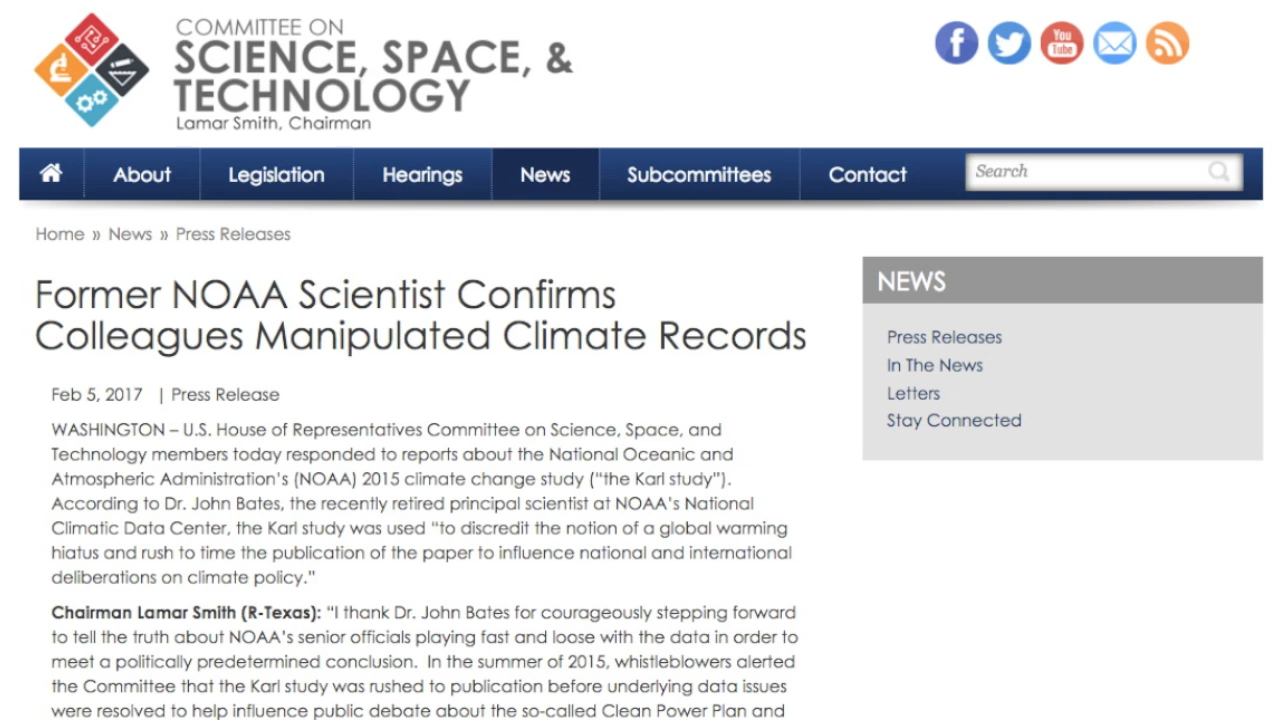 COMMITTEE ON
SCIENCE, SPACE, &
TECHNOLOGY
Lamar Smith, Chairman
You
Tube
About
Legislation
Hearings
News
Subcommittees
Contact
Search
Home » News » Press Releases
Former NOAA Scientist Confirms
Colleagues Manipulated Climate Records
Feb 5, 2017 | Press Release
WASHINGTON – U.S. House of Representatives Committee on Science, Space, and
Technology members today responded to reports about the National Oceanic and
Atmospheric Administration’s (NOAA) 2015 climate change study (“the Karl study”).
According to Dr. John Bates, the recently retired principal scientist at NOAA’s National
Climatic Data Center, the Karl study was used “to discredit the notion of a global warming
hiatus and rush to time the publication of the paper to influence national and international
deliberations on climate policy.”
Chairman Lamar Smith (R-Texas): “I thank Dr. John Bates for courageously stepping forward
to tell the truth about NOAA’s senior officials playing fast and loose with the data in order to
meet a politically predetermined conclusion. In the summer of 2015, whistleblowers alerted
the Committee that the Karl study was rushed to publication before underlying data issues
were resolved to help influence public debate about the so-called Clean Power Plan and
NEWS
Press Releases
In The News
Letters
Stay Connected